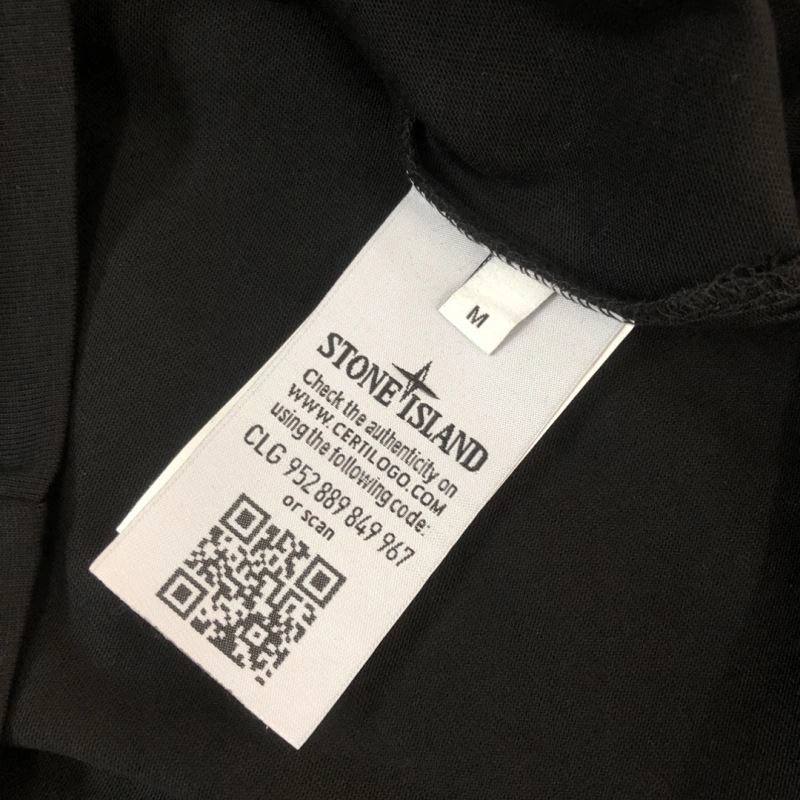 M
STONE ISLAND
Check the authenticity on
WWW.CERTILOGO.COM
using the following code:
CLG 952 889 849 967
or scan